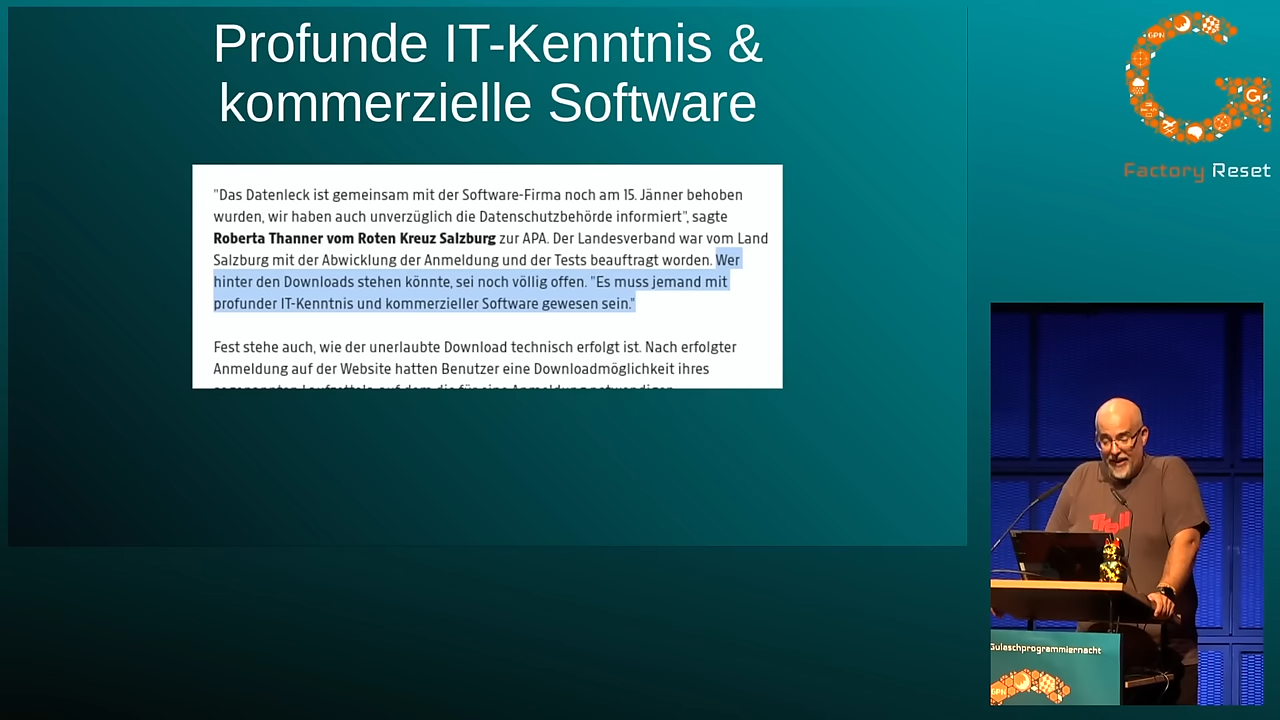 Profunde IT-Kenntnis &
kommerzielle Software
"Das Datenleck ist gemeinsam mit der Software-Firma noch am 15. Jänner behoben
wurden, wir haben auch unverzüglich die Datenschutzbehörde informiert", sagte
Roberta Thanner vom Roten Kreuz Salzburg zur APA. Der Landesverband war vom Land
Salzburg mit der Abwicklung der Anmeldung und der Tests beauftragt worden. Wer
hinter den Downloads stehen könnte, sei noch völlig offen. "Es muss jemand mit
profunder IT-Kenntnis und kommerzieller Software gewesen sein."
Fest stehe auch, wie der unerlaubte Download technisch erfolgt ist. Nach erfolgter
Anmeldung auf der Website hatten Benutzer eine Downloadmöglichkeit ihres
GPN
G
Factory Reset
Gulaschprogrammiernacht
GPN